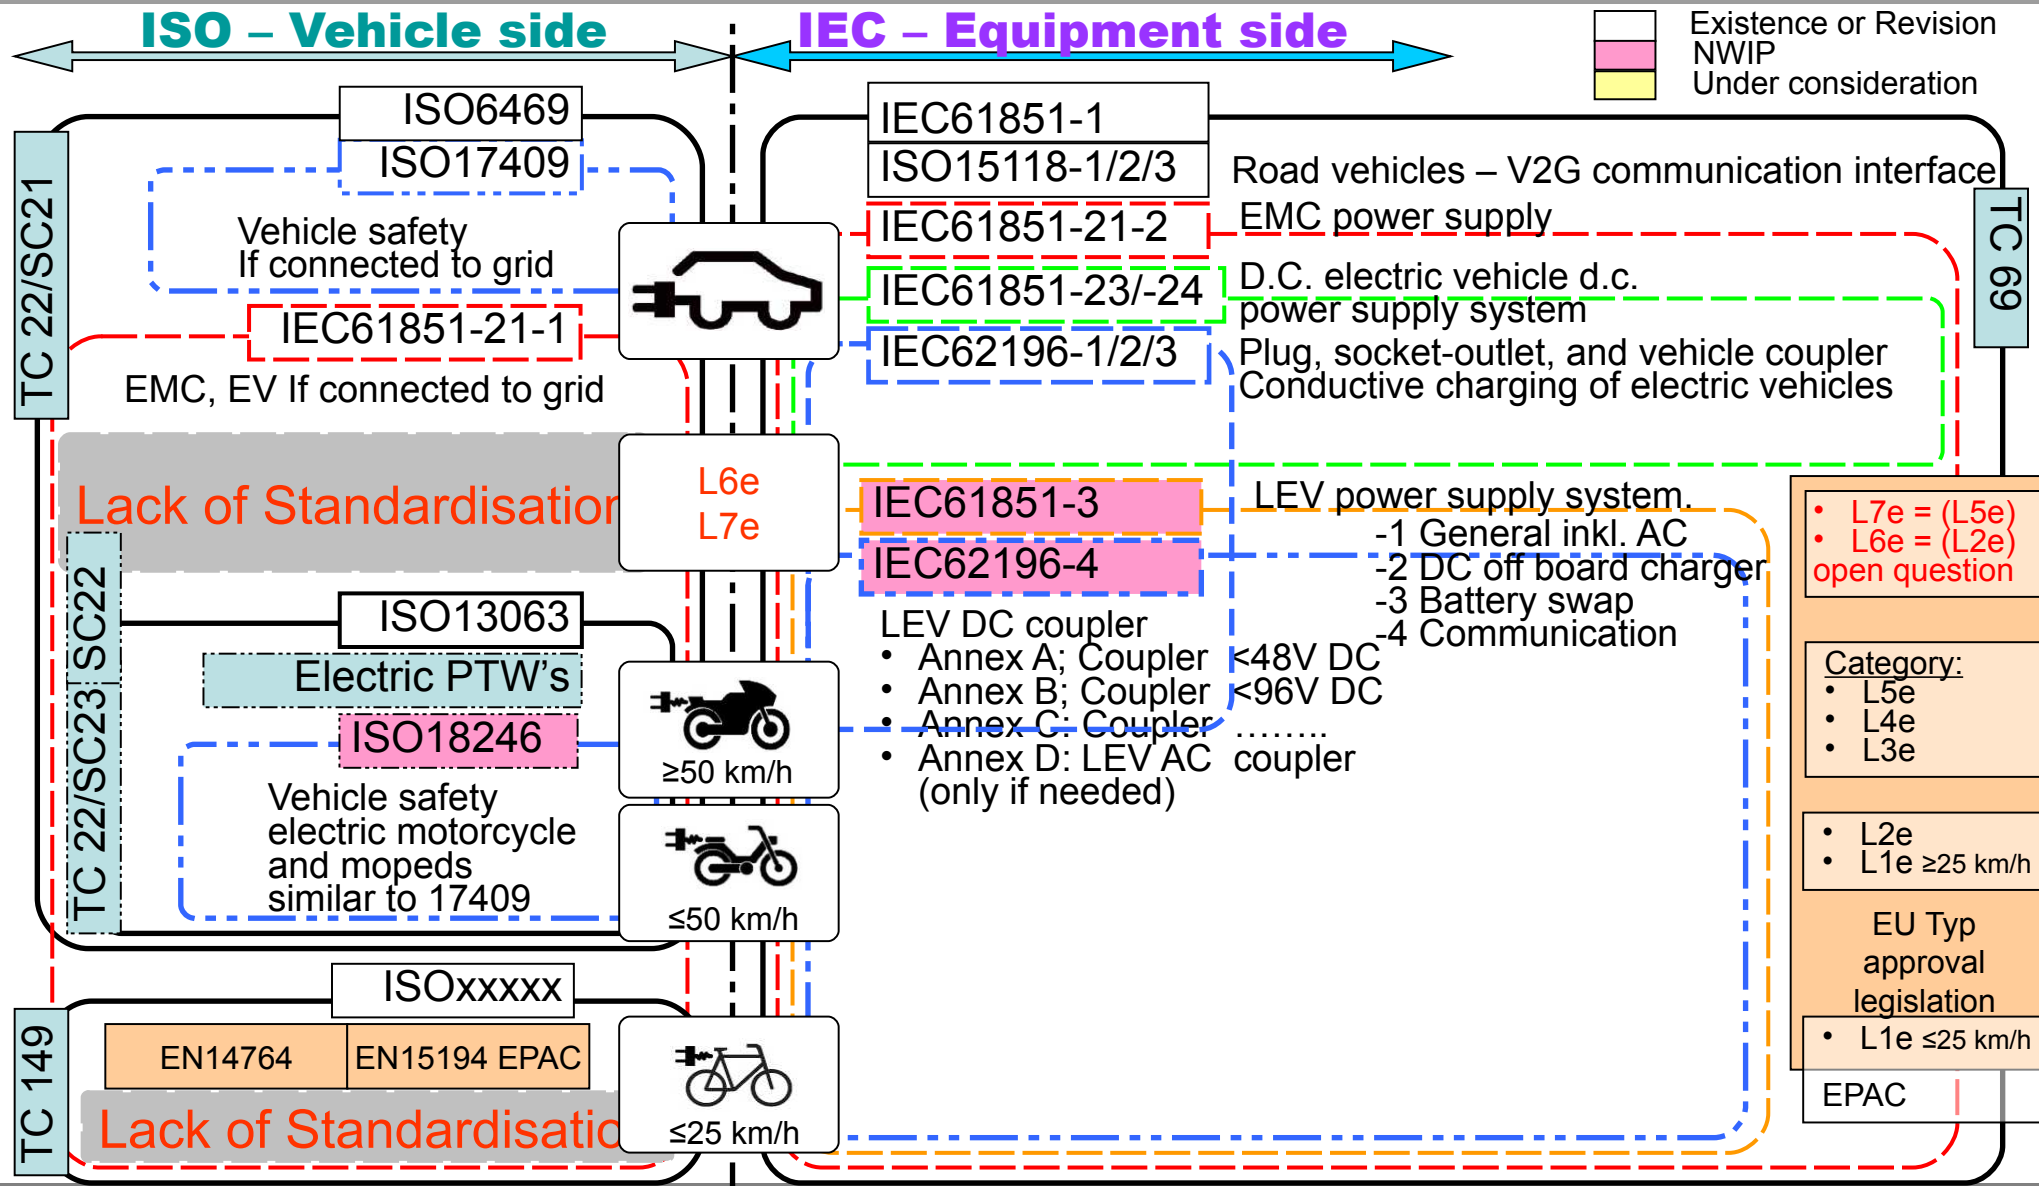 ISO – Vehicle side
IEC – Equipment side
Existence or Revision
NWIP
Under consideration
TC 22/SC21
ISO6469
ISO17409
Vehicle safety
If connected to grid
IEC61851-21-1
EMC, EV If connected to grid
Lack of Standardisation
L6e
L7e
TC 22/SC23 SC22
ISO13063
Electric PTW's
ISO18246
Vehicle safety
electric motorcycle
and mopeds
similar to 17409
≥50 km/h
≤50 km/h
TC 149
ISOxxxxx
EN14764
EN15194 EPAC
Lack of Standardisatio
≤25 km/h
IEC61851-1
ISO15118-1/2/3
Road vehicles – V2G communication interface
IEC61851-21-2
EMC power supply
IEC61851-23/-24
D.C. electric vehicle d.c.
power supply system
IEC62196-1/2/3
Plug, socket-outlet, and vehicle coupler
Conductive charging of electric vehicles
TC 69
IEC61851-3
LEV power supply system.
-1 General inkl. AC
-2 DC off board charger
-3 Battery swap
-4 Communication
IEC62196-4
LEV DC coupler
• Annex A; Coupler <48V DC
• Annex B; Coupler <96V DC
• Annex C: Coupler ........
• Annex D: LEV AC coupler
(only if needed)
• L7e = (L5e)
• L6e = (L2e)
open question
Category:
• L5e
• L4e
• L3e
• L2e
• L1e ≥25 km/h
EU Typ
approval
legislation
• L1e ≤25 km/h
EPAC